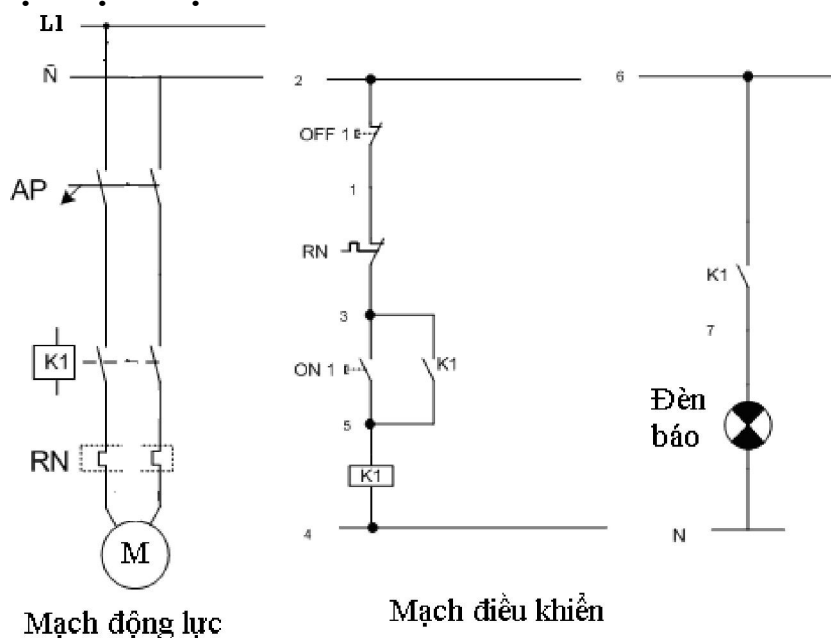 L1
Ñ
AP
K1
RN
M
Mạch động lực
2
OFF 1
1
RN
3
ON 1
K1
5
K1
4
Mạch điều khiển
6
K1
7
Đèn
báo
N